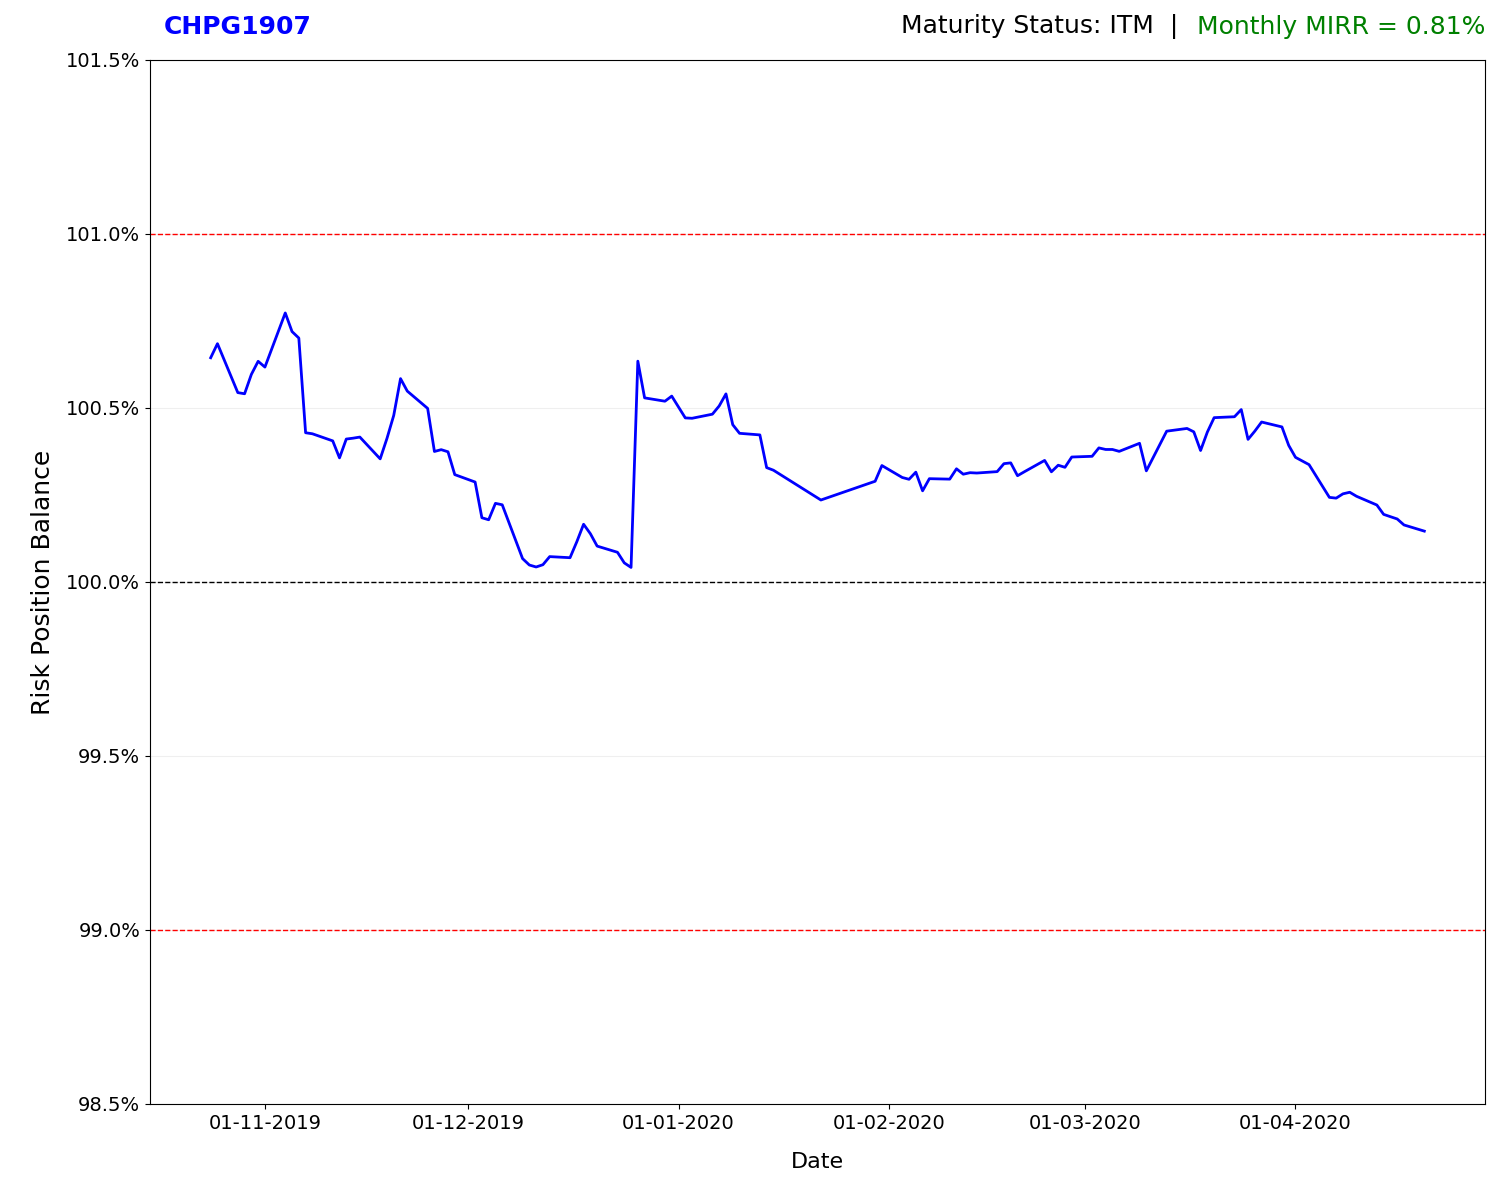 CHPG1907
Maturity Status: ITM | Monthly MIRR = 0.81%
101.5%
101.0%
100.5%
100.0%
99.5%
99.0%
98.5%
Risk Position Balance
01-11-2019 01-12-2019 01-01-2020 01-02-2020 01-03-2020 01-04-2020
Date